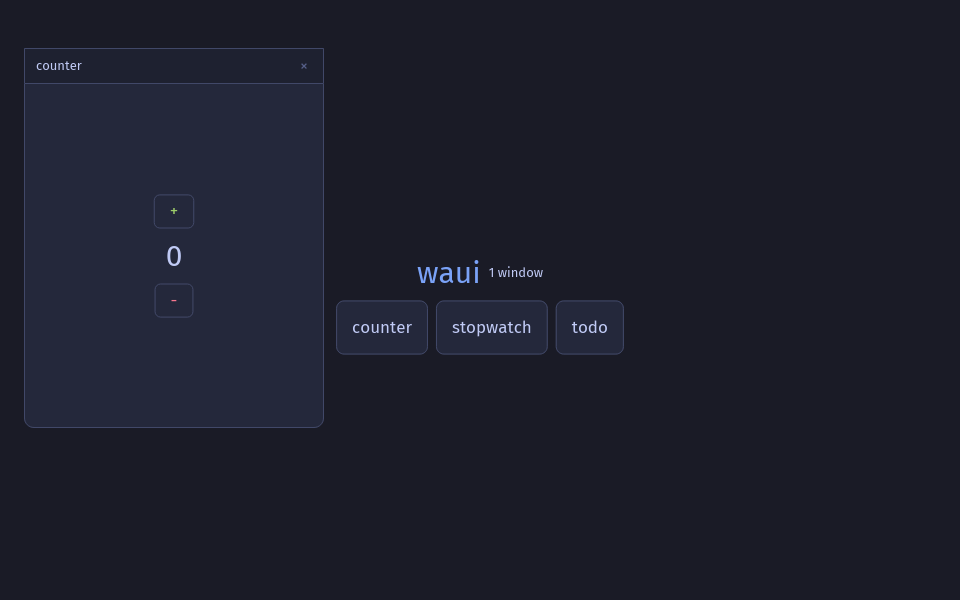 counter ×
+
0
-
waui 1 window
counter stopwatch todo